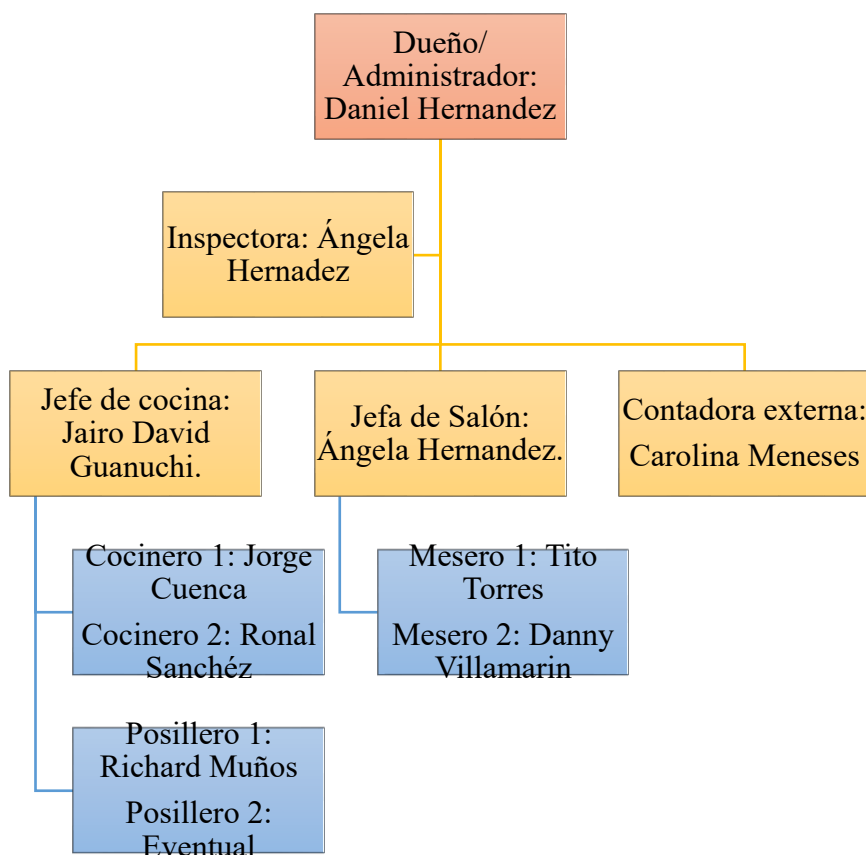 Dueño/
Administrador:
Daniel Hernandez
Inspectora: Ángela
Hernadez
Jefe de cocina:
Jairo David
Guanuchi.
Jefa de Salón:
Ángela Hernandez.
Contadora externa:
Carolina Meneses
Cocinero 1: Jorge
Cuenca
Cocinero 2: Ronal
Sanchéz
Mesero 1: Tito
Torres
Mesero 2: Danny
Villamarin
Posillero 1:
Richard Muños
Posillero 2:
Eventual